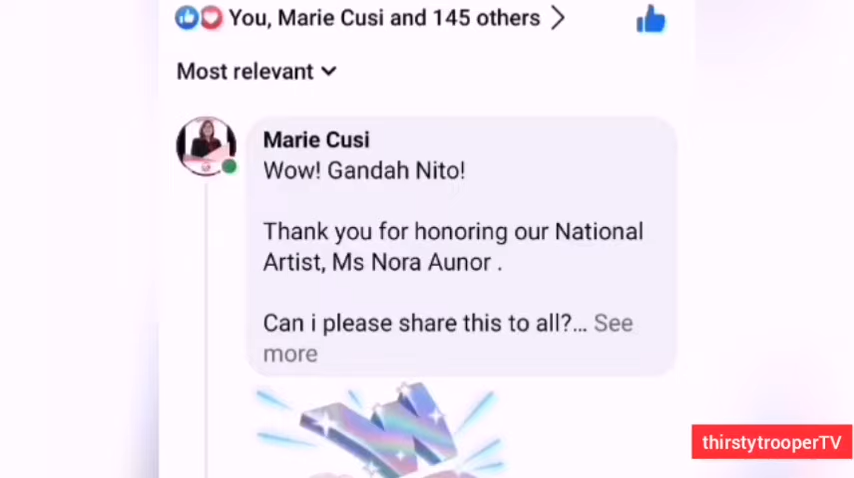 You, Marie Cusi and 145 others
Most relevant
Marie Cusi
Wow! Gandah Nito!
Thank you for honoring our National
Artist, Ms Nora Aunor .
Can i please share this to all?... See
more
W
thirstytrooperTV